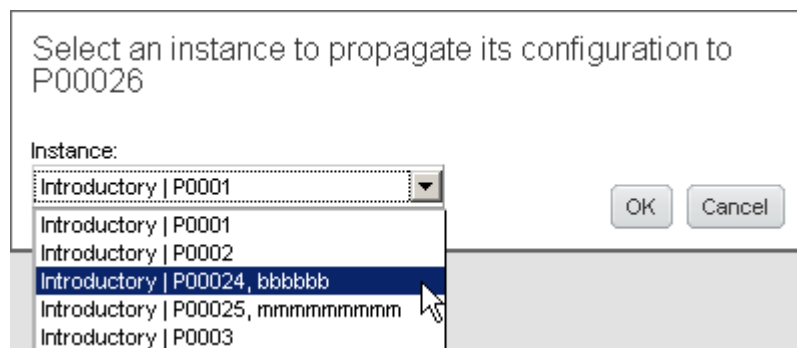 Select an instance to propagate its configuration to
P00026
Instance:
Introductory | P0001
OK
Cancel
Introductory | P0001
Introductory | P0002
Introductory | P00024, bbbbbb
Introductory | P00025, mmmmmmmmm
Introductory | P0003